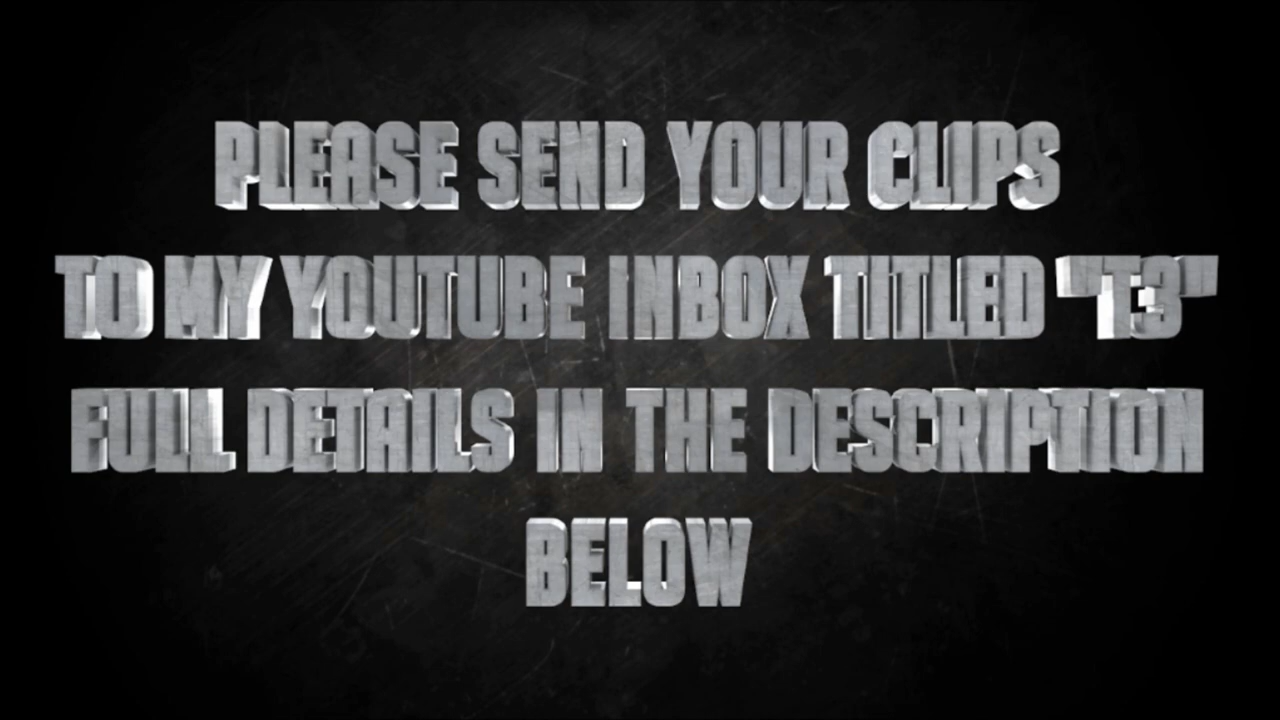 PLEASE SEND YOUR CLIPS
TO MY YOUTUBE INBOX TITLED "T3"
FULL DETAILS IN THE DESCRIPTION
BELOW